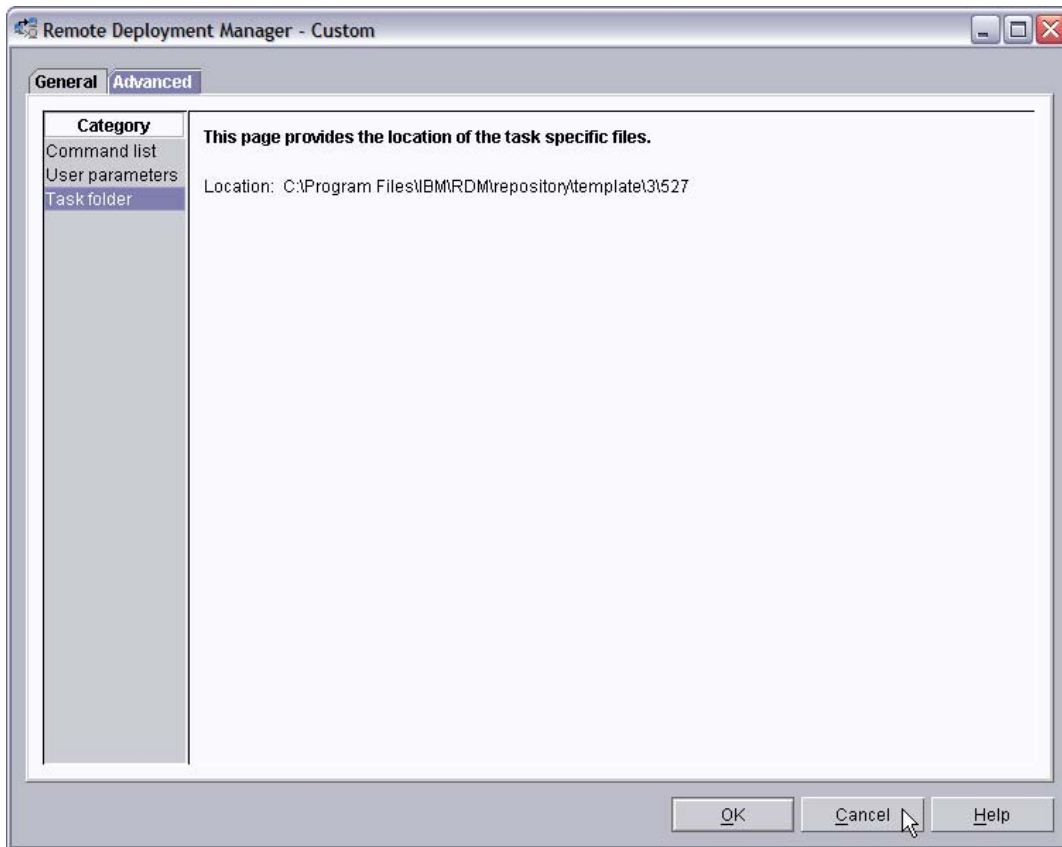 Remote Deployment Manager - Custom
General Advanced
Category
Command list
User parameters
Task folder
This page provides the location of the task specific files.
Location: C:\Program Files\IBM\RDM\repository\template\3\527
OK Cancel Help